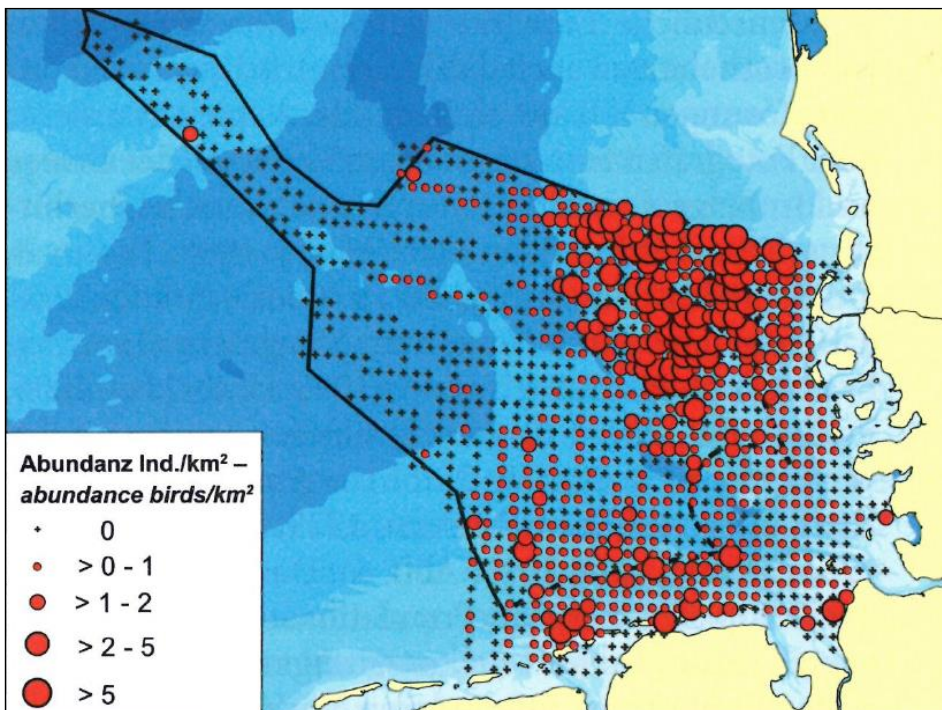 Abundanz Ind./km² –
abundance birds/km²
0
> 0 - 1
> 1 - 2
> 2 - 5
> 5